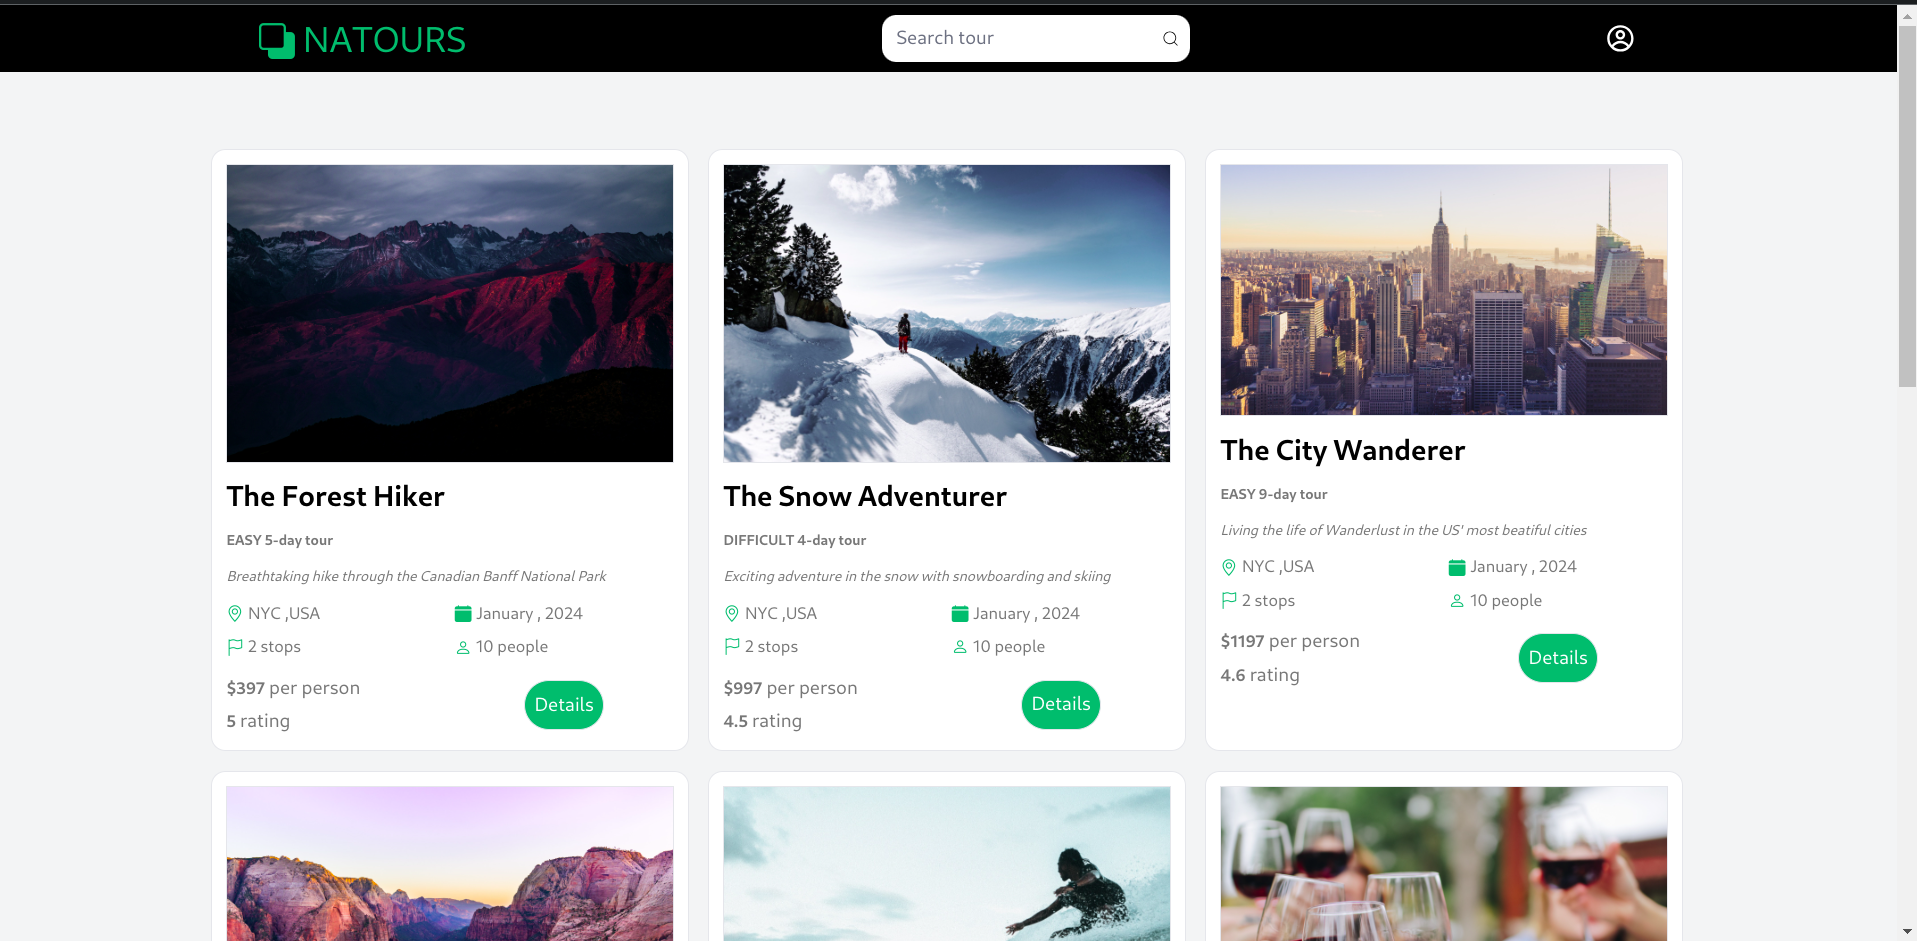 NATOURS
Search tour
The Forest Hiker
EASY 5-day tour
Breathtaking hike through the Canadian Banff National Park
NYC ,USA
January , 2024
2 stops
10 people
$397 per person
5 rating
Details
The Snow Adventurer
DIFFICULT 4-day tour
Exciting adventure in the snow with snowboarding and skiing
NYC ,USA
January , 2024
2 stops
10 people
$997 per person
4.5 rating
Details
The City Wanderer
EASY 9-day tour
Living the life of Wanderlust in the US' most beatiful cities
NYC ,USA
January , 2024
2 stops
10 people
$1197 per person
4.6 rating
Details